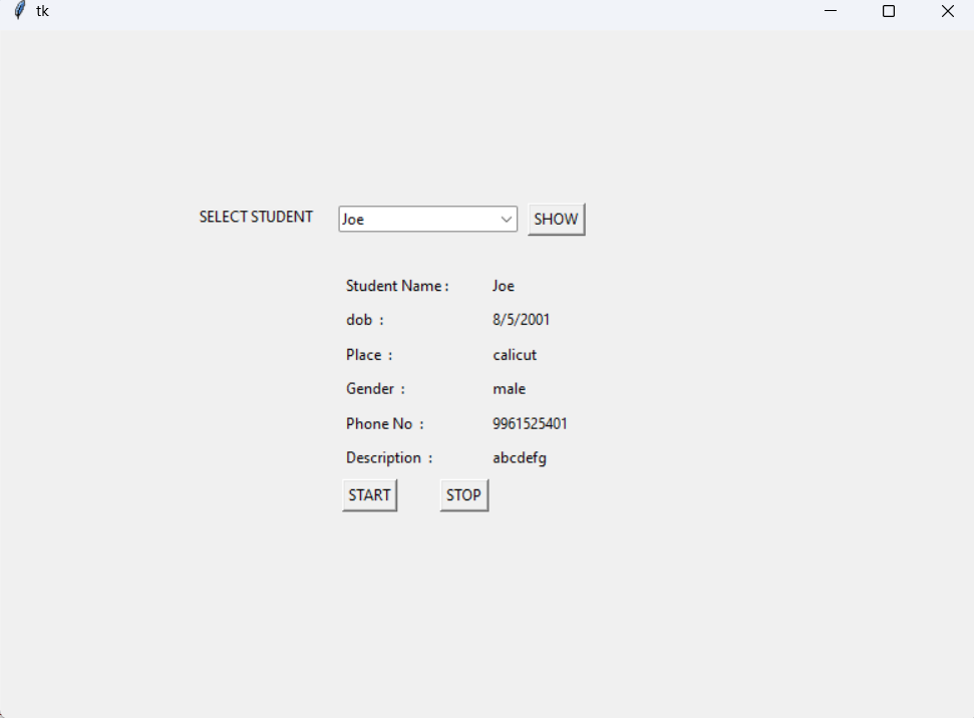 tk
SELECT STUDENT Joe SHOW
Student Name : Joe
dob : 8/5/2001
Place : calicut
Gender : male
Phone No : 9961525401
Description : abcdefg
START STOP